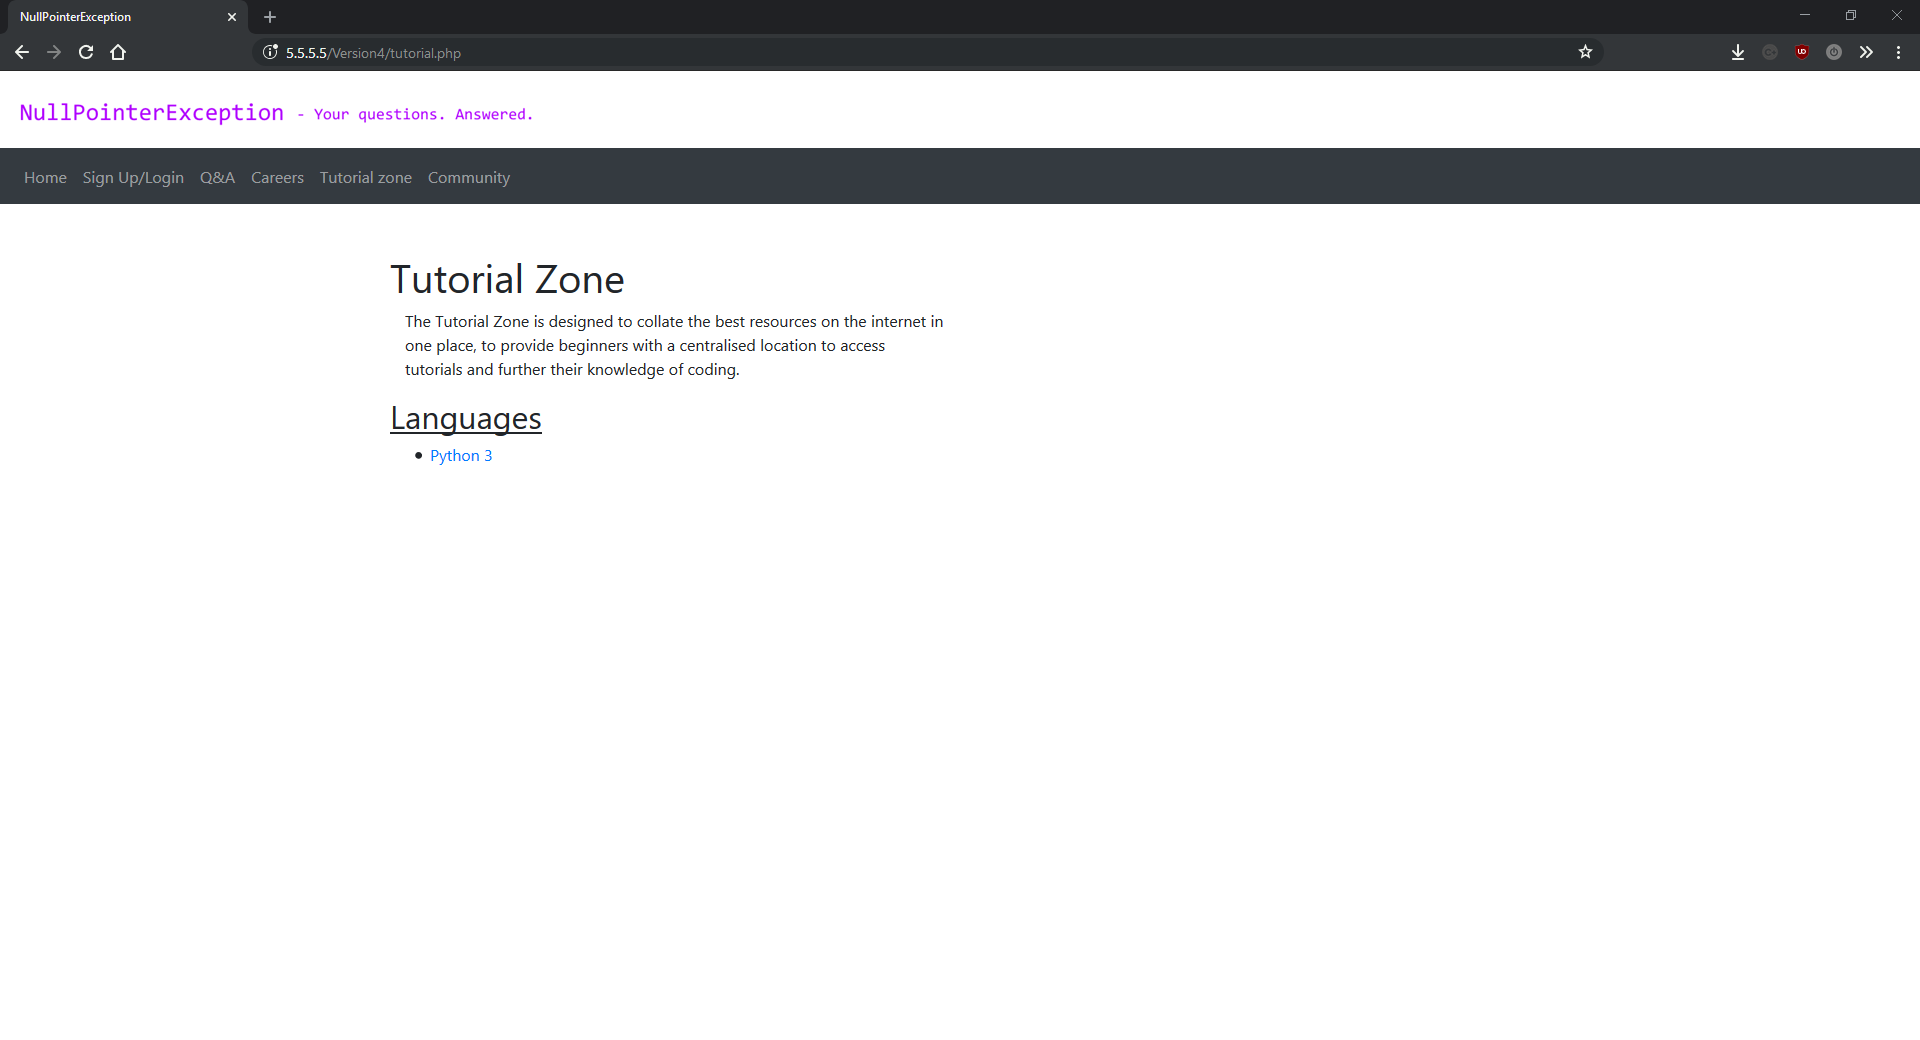 NullPointerException
5.5.5.5/Version4/tutorial.php
NullPointerException - Your questions. Answered.
Home Sign Up/Login Q&A Careers Tutorial zone Community
Tutorial Zone
The Tutorial Zone is designed to collate the best resources on the internet in
one place, to provide beginners with a centralised location to access
tutorials and further their knowledge of coding.
Languages
Python 3